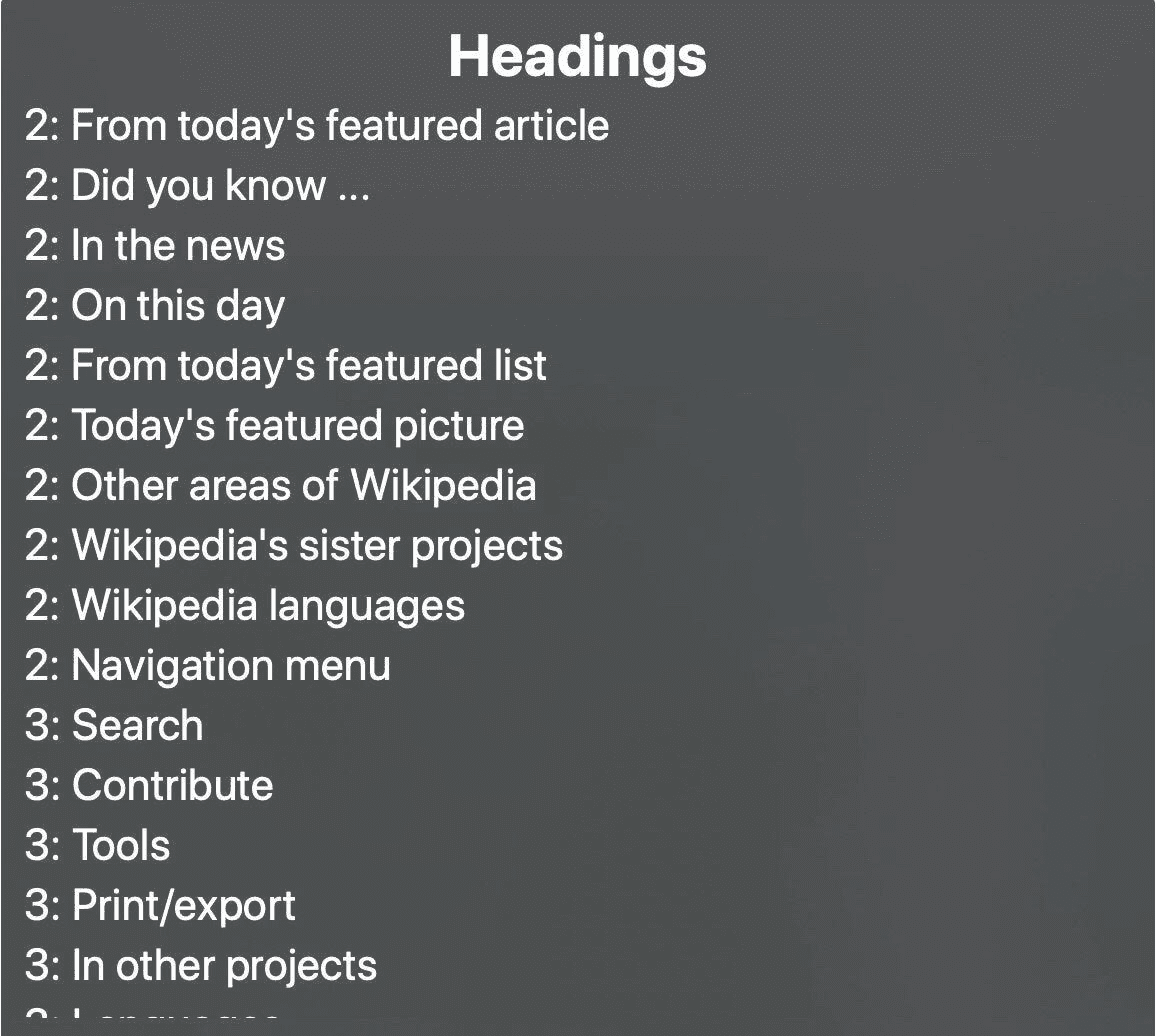 Headings
2: From today's featured article
2: Did you know ...
2: In the news
2: On this day
2: From today's featured list
2: Today's featured picture
2: Other areas of Wikipedia
2: Wikipedia's sister projects
2: Wikipedia languages
2: Navigation menu
3: Search
3: Contribute
3: Tools
3: Print/export
3: In other projects